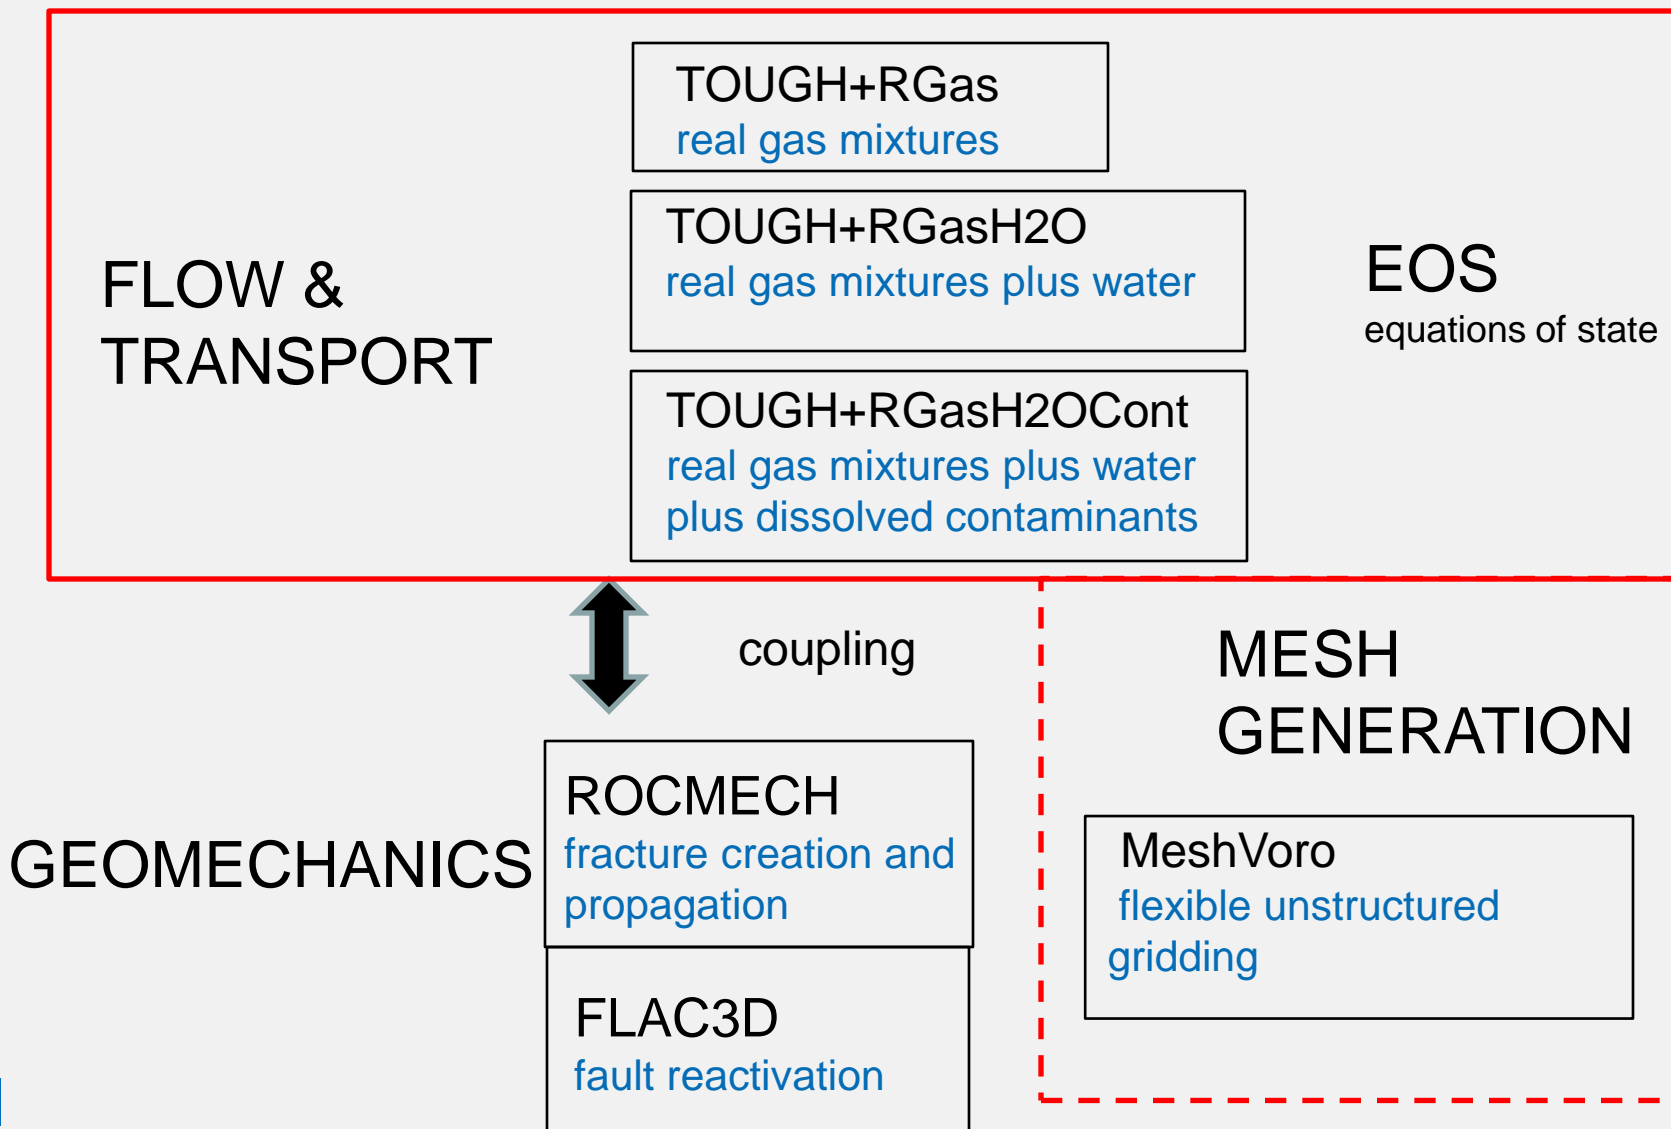 TOUGH+RGas
real gas mixtures
TOUGH+RGasH2O
real gas mixtures plus water
FLOW &
TRANSPORT
EOS
equations of state
TOUGH+RGasH2OCont
real gas mixtures plus water
plus dissolved contaminants
coupling
MESH
GENERATION
GEOMECHANICS
ROCMECH
fracture creation and
propagation
MeshVoro
flexible unstructured
gridding
FLAC3D
fault reactivation